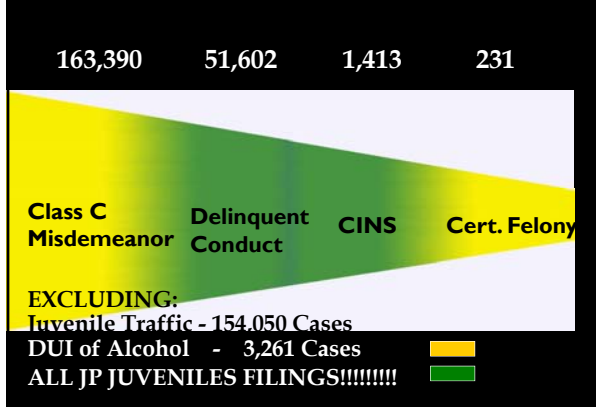 163,390 51,602 1,413 231
Class C
Misdemeanor
Delinquent
Conduct
CINS
Cert. Felony
EXCLUDING:
Juvenile Traffic - 154,050 Cases
DUI of Alcohol - 3,261 Cases
ALL JP JUVENILES FILINGS!!!!!!!!!